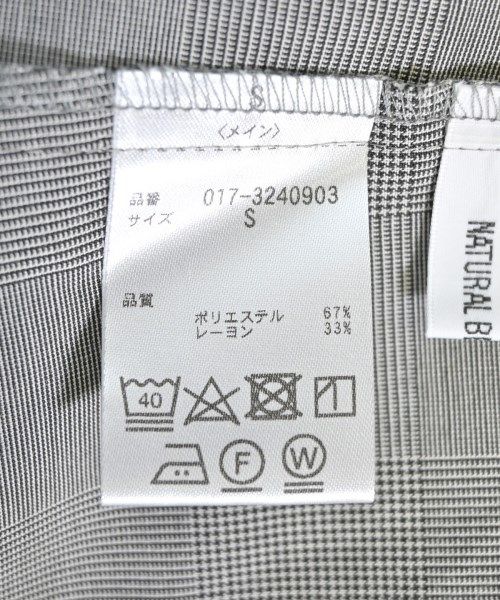 S
〈メイン〉
品番 017-3240903
サイズ S
品質
ポリエステル 67%
レーヨン 33%
40
F
W
NATURAL